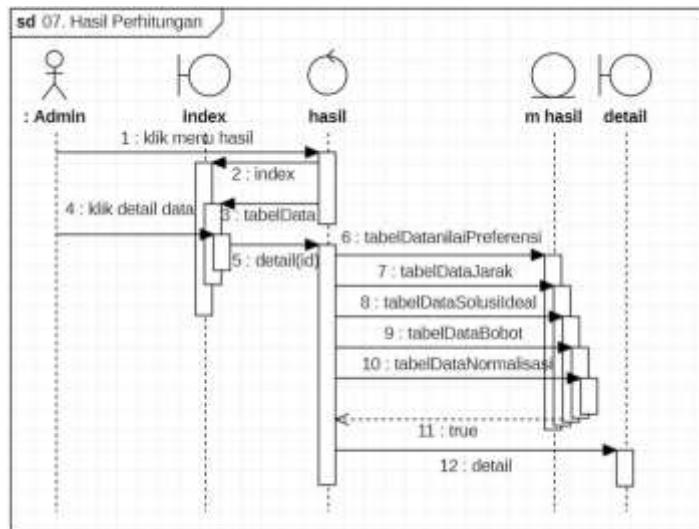 sd 07. Hasil Perhitungan
: Admin
index
hasil
m hasil
detail
1 : klik menu hasil
2 : index
3 : tabelData
4 : klik detail data
5 : detail(id)
6 : tabelDatanilaiPreferensi
7 : tabelDataJarak
8 : tabelDataSolusiIdeal
9 : tabelDataBobot
10 : tabelDataNormalisasi
11 : true
12 : detail